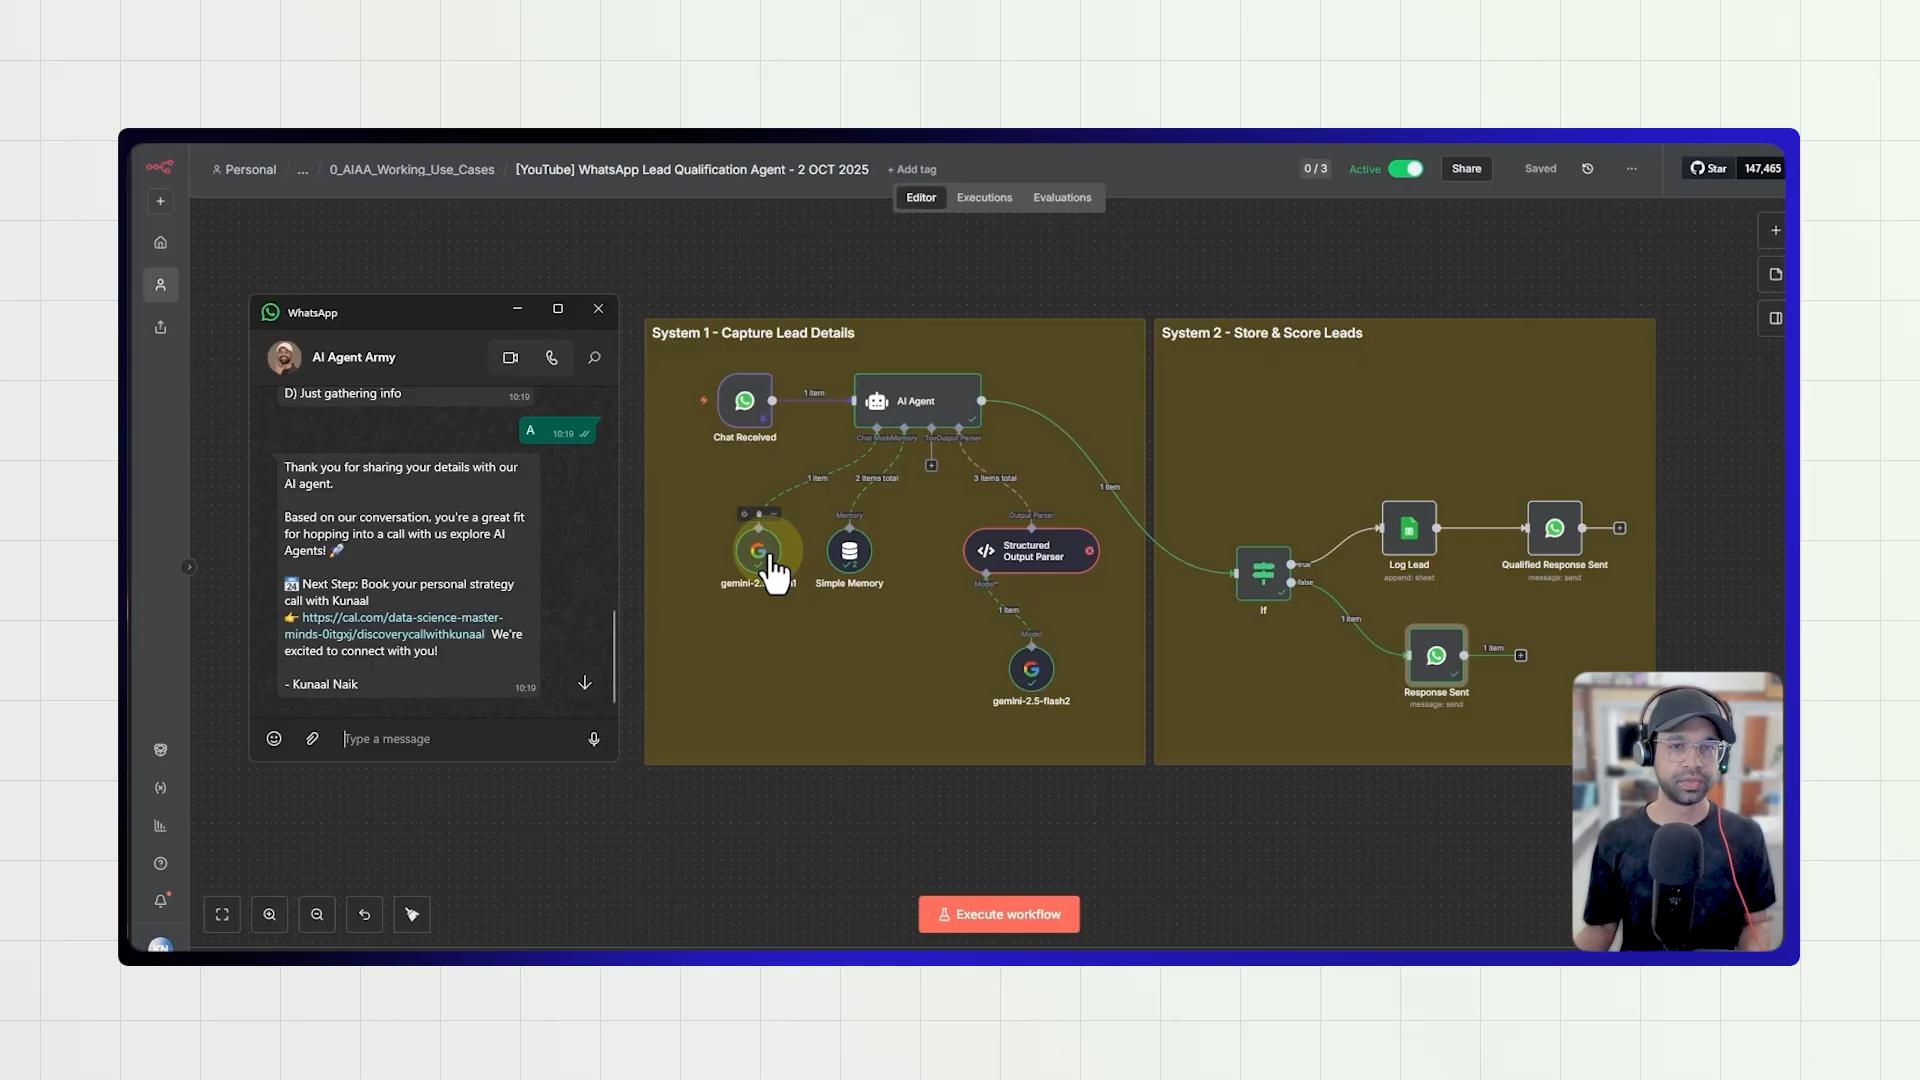 Personal / ... / 0_AIAA_Working_Use_Cases / [YouTube] WhatsApp Lead Qualification Agent - 2 OCT 2025 + Add tag
0 / 3 Active Share Saved ... Star 147,465
Editor Executions Evaluations
WhatsApp
AI Agent Army
D) Just gathering info 10:19
A 10:19
Thank you for sharing your details with our
AI agent.
Based on our conversation, you're a great fit
for hopping into a call with us explore AI
Agents! 🚀
📅 Next Step: Book your personal strategy
call with Kunaal
👉 https://cal.com/data-science-master-
minds-0itgxj/discoverycallwithkunaal We're
excited to connect with you!
- Kunaal Naik 10:19
Type a message
System 1 - Capture Lead Details
Chat Received
1 item
AI Agent
Memory
Output Parser
1 item
2 items total
3 items total
Memory
Output Parser
gemini-2.
Simple Memory
Structured
Output Parser
Model*
1 item
Model
gemini-2.5-flash2
1 item
System 2 - Store & Score Leads
If
true
false
Log Lead
append: sheet
Qualified Response Sent
message: send
1 item
1 item
Response Sent
message: send
Execute workflow
KN